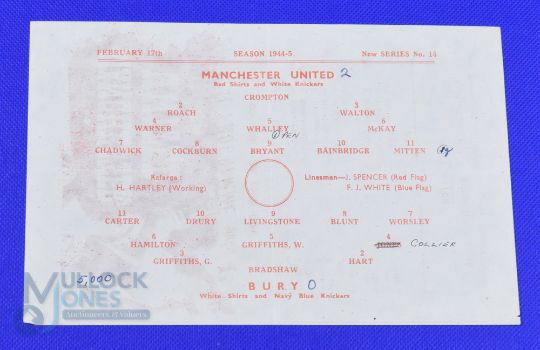 FEBRUARY 17th SEASON 1944-5 New SERIES No. 14
MANCHESTER UNITED 2
Red Shirts and White Knickers
CROMPTON
2 3
ROACH WALTON
4 5 6
WARNER WHALLEY McKAY
7 8 9 10 11
CHADWICK COCKBURN BRYANT BAINBRIDGE MITTEN
Referee: Linesmen—J. SPENCER (Red Flag)
H. HARTLEY (Working) F. J. WHITE (Blue Flag)
11 10 9 8 7
CARTER DRURY LIVINGSTONE BLUNT WORSLEY
6 5 4
HAMILTON GRIFFITHS, W. JONES COLLIER
3 2
GRIFFITHS, G. HART
BRADSHAW
5,000
BURY 0
White Shirts and Navy Blue Knickers
MULLOCK
JONES
Auctioneers & Valuers